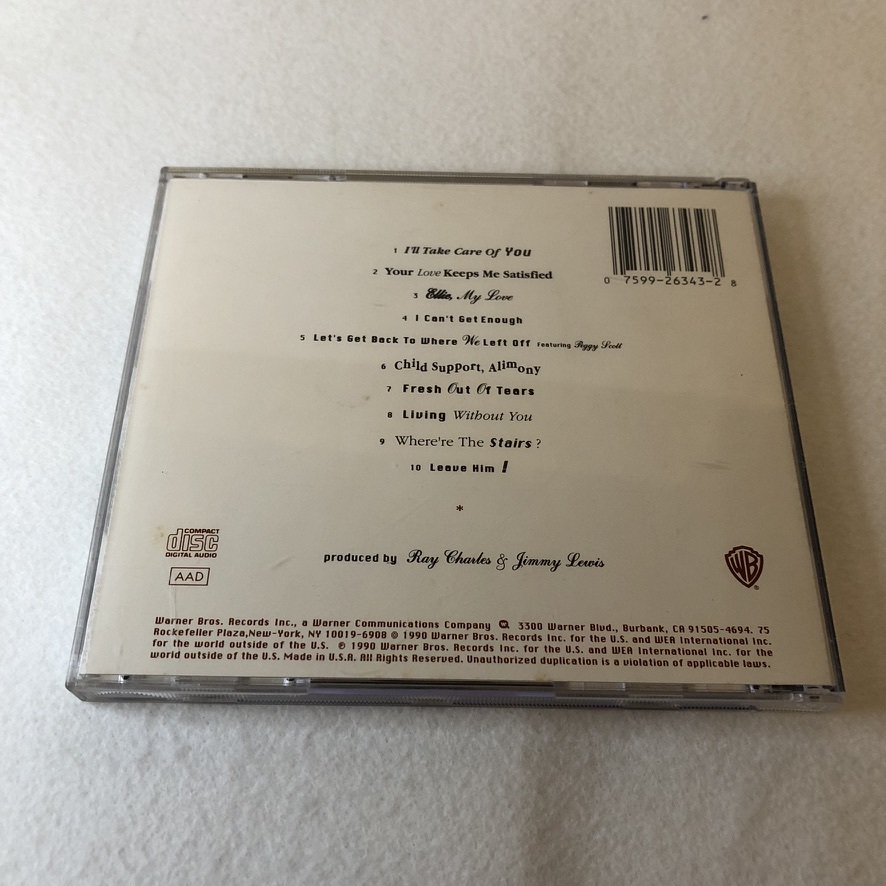 0 7599-26343-2 8
1 I'll Take Care Of You
2 Your Love Keeps Me Satisfied
3 Ellie, My Love
4 I Can't Get Enough
5 Let's Get Back To Where We Left Off Featuring Peggy Scott
6 Child Support, Alimony
7 Fresh Out Of Tears
8 Living Without You
9 Where're The Stairs?
10 Leave Him!
*
COMPACT
disc
DIGITAL AUDIO
AAD
produced by Ray Charles & Jimmy Lewis
WB
Warner Bros. Records Inc., a Warner Communications Company 3300 Warner Blvd., Burbank, CA 91505-4694. 75
Rockefeller Plaza,New-York, NY 10019-6908 © 1990 Warner Bros. Records Inc. for the U.S. and WEA International Inc.
for the world outside of the U.S. ℗ 1990 Warner Bros. Records Inc. for the U.S. and WEA International Inc. for the
world outside of the U.S. Made in U.S.A. All Rights Reserved. Unauthorized duplication is a violation of applicable laws.